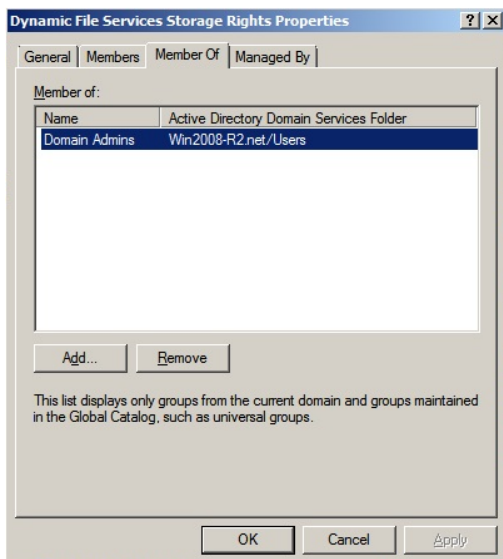 Dynamic File Services Storage Rights Properties
General Members Member Of Managed By
Member of:
Name Active Directory Domain Services Folder
Domain Admins Win2008-R2.net/Users
Add... Remove
This list displays only groups from the current domain and groups maintained
in the Global Catalog, such as universal groups.
OK Cancel Apply